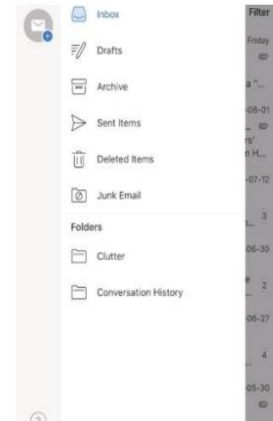 Inbox
Filter
Drafts
Friday
Archive
a "...
-08-01
Sent Items
rs'
n H...
Deleted Items
-07-12
Junk Email
3
Folders
06-30
Clutter
e
2
Conversation History
06-27
4
05-30